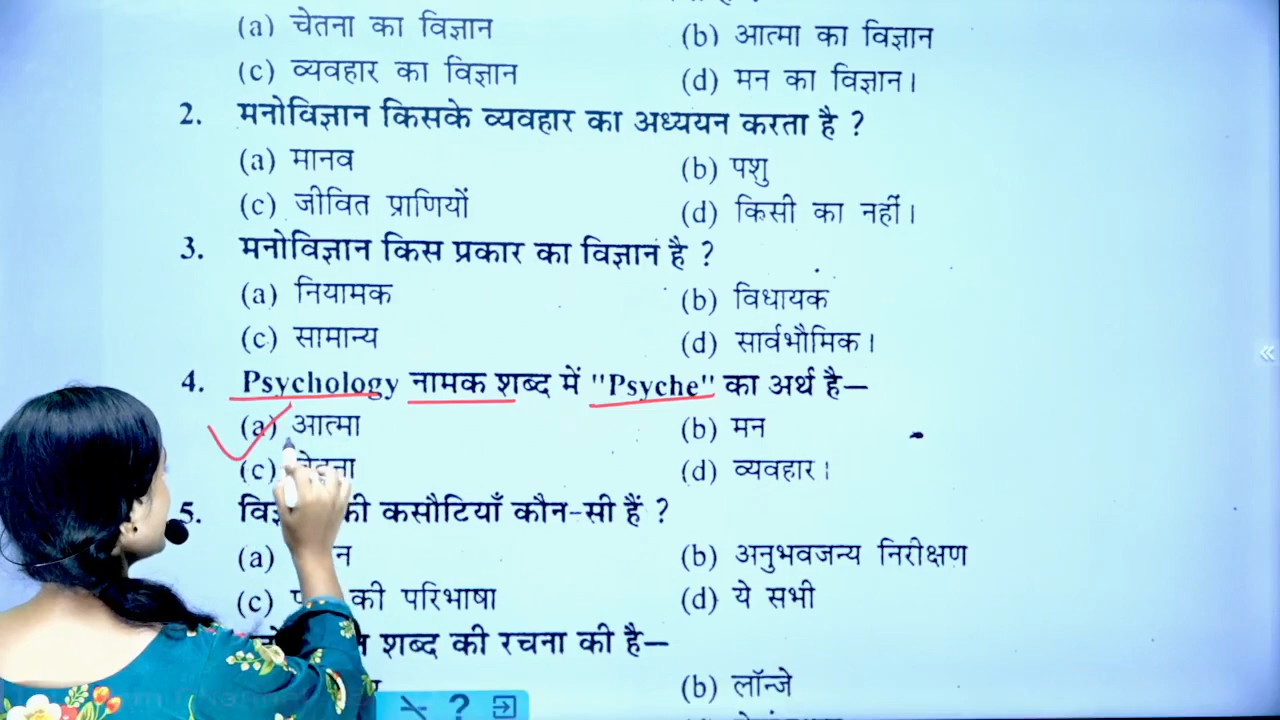 (a) चेतना का विज्ञान (b) आत्मा का विज्ञान
(c) व्यवहार का विज्ञान (d) मन का विज्ञान।
2. मनोविज्ञान किसके व्यवहार का अध्ययन करता है ?
(a) मानव (b) पशु
(c) जीवित प्राणियों (d) किसी का नहीं।
3. मनोविज्ञान किस प्रकार का विज्ञान है ?
(a) नियामक (b) विधायक
(c) सामान्य (d) सार्वभौमिक।
4. Psychology नामक शब्द में "Psyche" का अर्थ है—
(a) आत्मा (b) मन
(c) (d) व्यवहार।
5. की कसौटियाँ कौन-सी हैं ?
(a) (b) अनुभवजन्य निरीक्षण
(c) की परिभाषा (d) ये सभी
शब्द की रचना की है—
(b) लॉन्जे